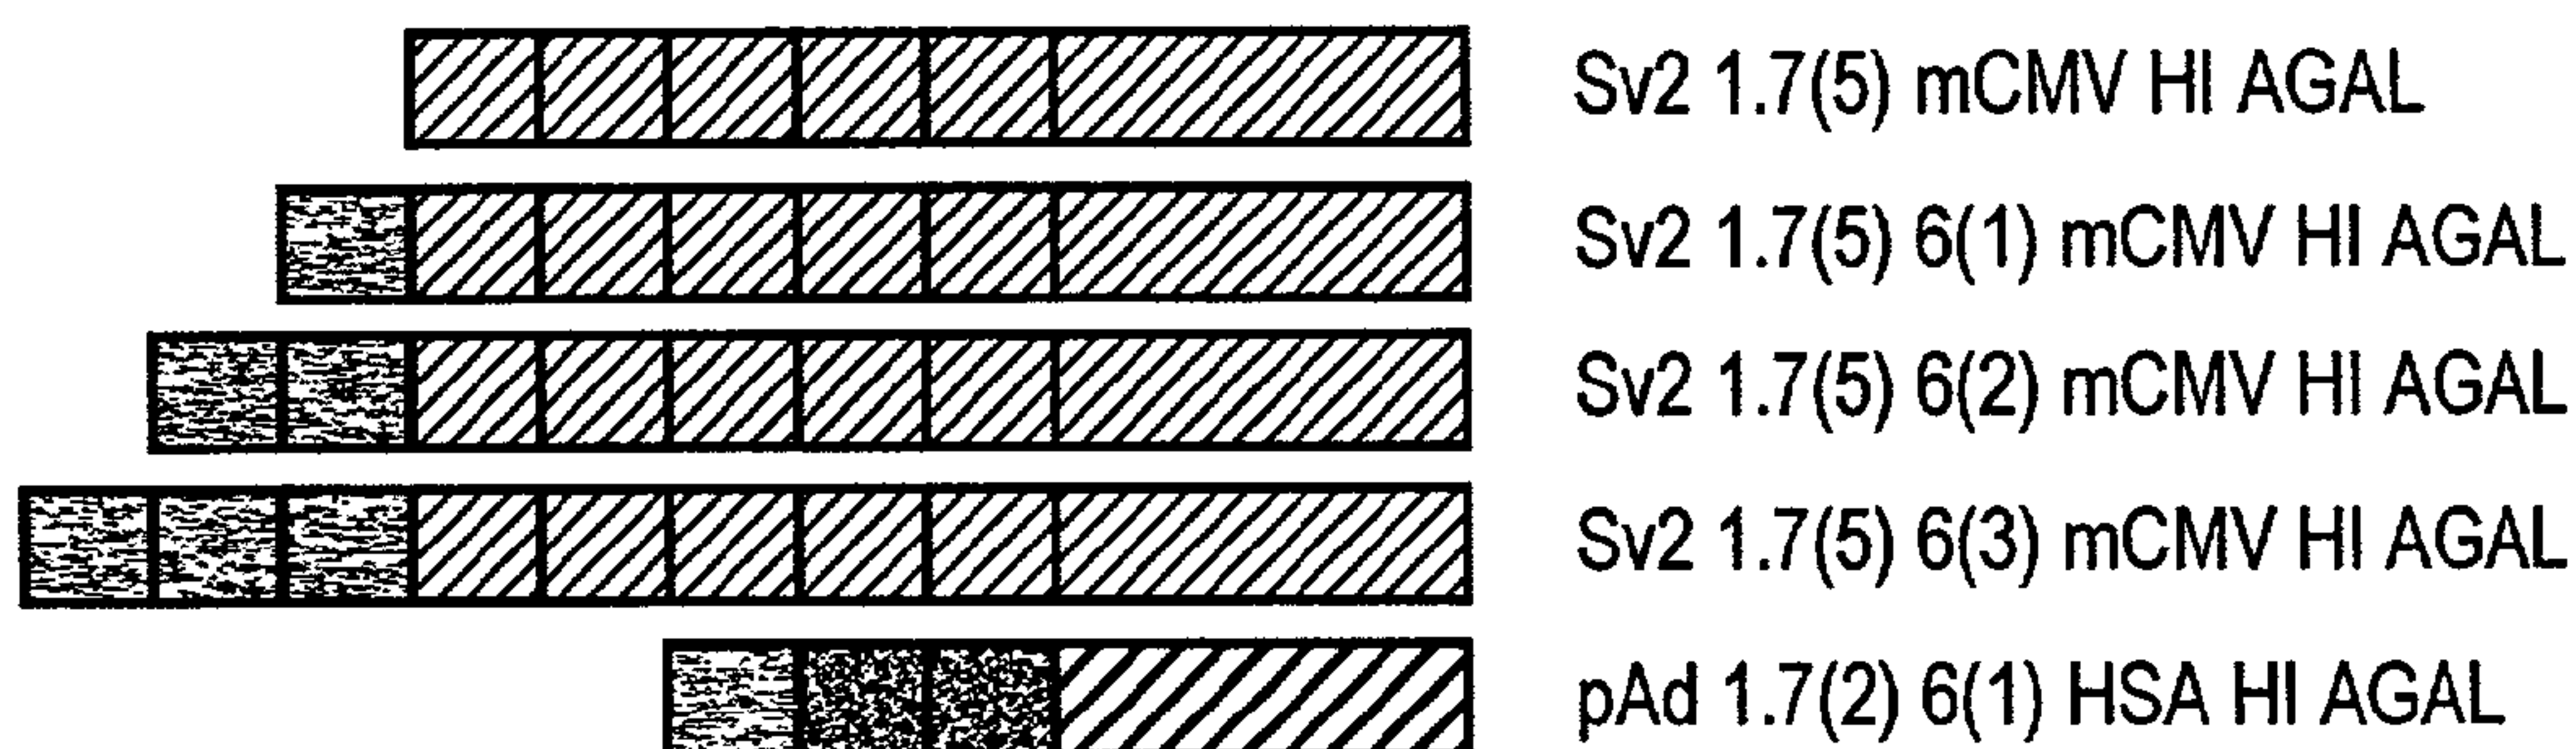 Sv2 1.7(5) mCMV HI AGAL
Sv2 1.7(5) 6(1) mCMV HI AGAL
Sv2 1.7(5) 6(2) mCMV HI AGAL
Sv2 1.7(5) 6(3) mCMV HI AGAL
pAd 1.7(2) 6(1) HSA HI AGAL